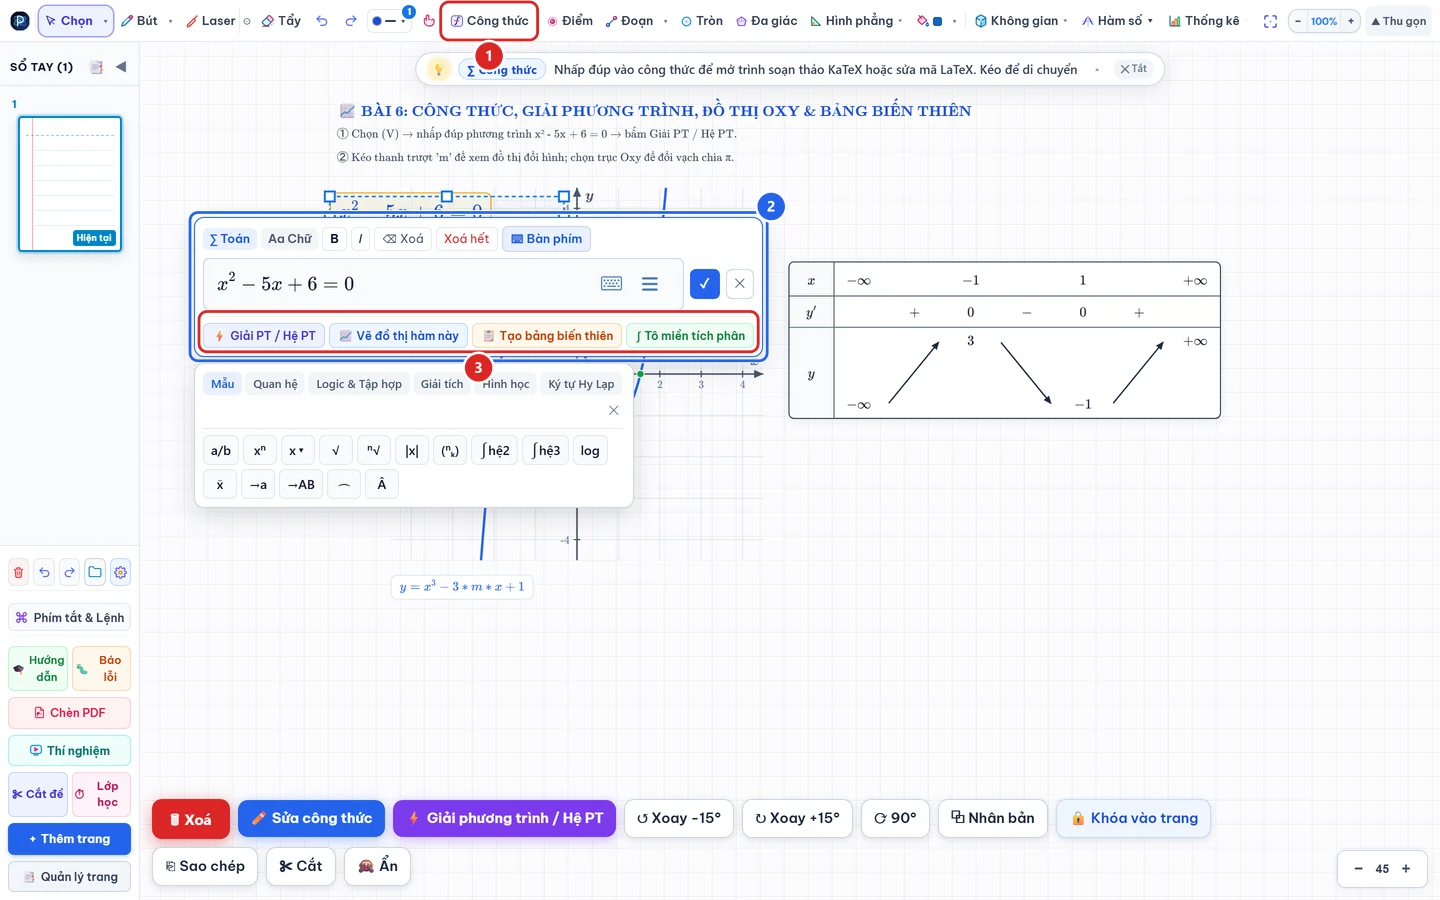 Chọn Bút Laser Tẩy 1 Công thức Điểm Đoạn Tròn Đa giác Hình phẳng Không gian Hàm số Thống kê − 100% + Thu gọn
SỔ TAY (1)
1
Hiện tại
1
∑ Công thức Nhấp đúp vào công thức để mở trình soạn thảo KaTeX hoặc sửa mã LaTeX. Kéo để di chuyển Tắt
BÀI 6: CÔNG THỨC, GIẢI PHƯƠNG TRÌNH, ĐỒ THỊ OXY & BẢNG BIẾN THIÊN
① Chọn (V) → nhấp đúp phương trình x² - 5x + 6 = 0 → bấm Giải PT / Hệ PT.
② Kéo thanh trượt 'm' để xem đồ thị đổi hình; chọn trục Oxy để đổi vạch chia π.
y
2
∑ Toán Aa Chữ B I ⌫ Xoá Xoá hết Bàn phím
x² − 5x + 6 = 0 ✓ ×
Giải PT / Hệ PT Vẽ đồ thị hàm này Tạo bảng biến thiên ∫ Tô miền tích phân
3
2 3 4
Mẫu Quan hệ Logic & Tập hợp Giải tích Hình học Ký tự Hy Lạp
a/b xⁿ x ▾ √ ⁿ√ |x| (ⁿₖ) ∫hệ2 ∫hệ3 log
x̄ →a →AB ⌒ Â
-4
y = x³ − 3 ∗ m ∗ x + 1
x −∞ −1 1 +∞
y′ + 0 − 0 +
y −∞ 3 −1 +∞
Phím tắt & Lệnh
Hướng dẫn
Báo lỗi
Chèn PDF
Thí nghiệm
Cắt đề
Lớp học
+ Thêm trang
Quản lý trang
Xoá Sửa công thức Giải phương trình / Hệ PT ↺ Xoay -15° ↻ Xoay +15° 90° Nhân bản Khóa vào trang
Sao chép Cắt Ẩn
− 45 +